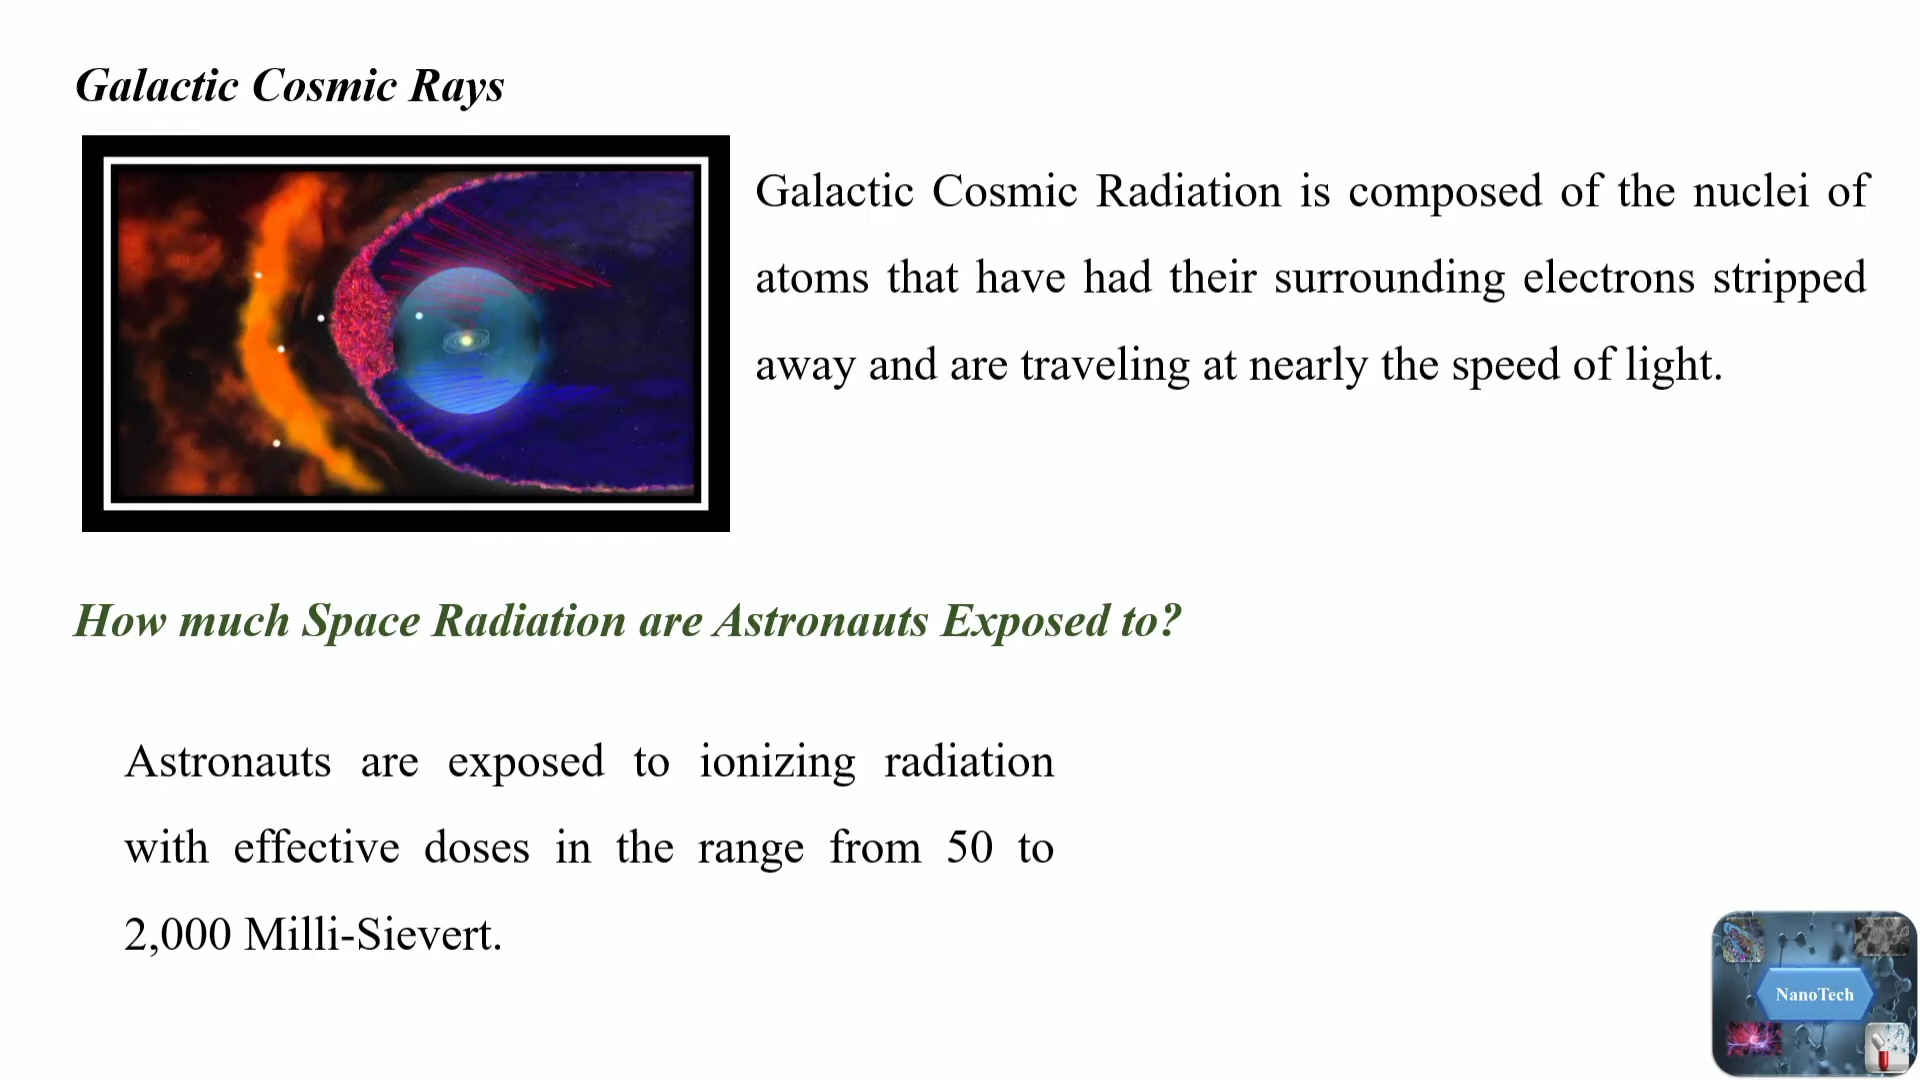 Galactic Cosmic Rays
Galactic Cosmic Radiation is composed of the nuclei of
atoms that have had their surrounding electrons stripped
away and are traveling at nearly the speed of light.
How much Space Radiation are Astronauts Exposed to?
Astronauts are exposed to ionizing radiation
with effective doses in the range from 50 to
2,000 Milli-Sievert.
NanoTech